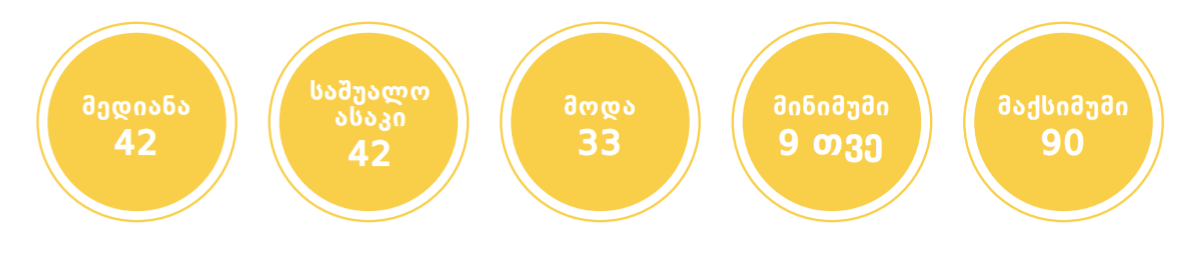 მედიანა
42
საშუალო
ასაკი
42
მოდა
33
მინიმუმი
9 თვე
მაქსიმუმი
90